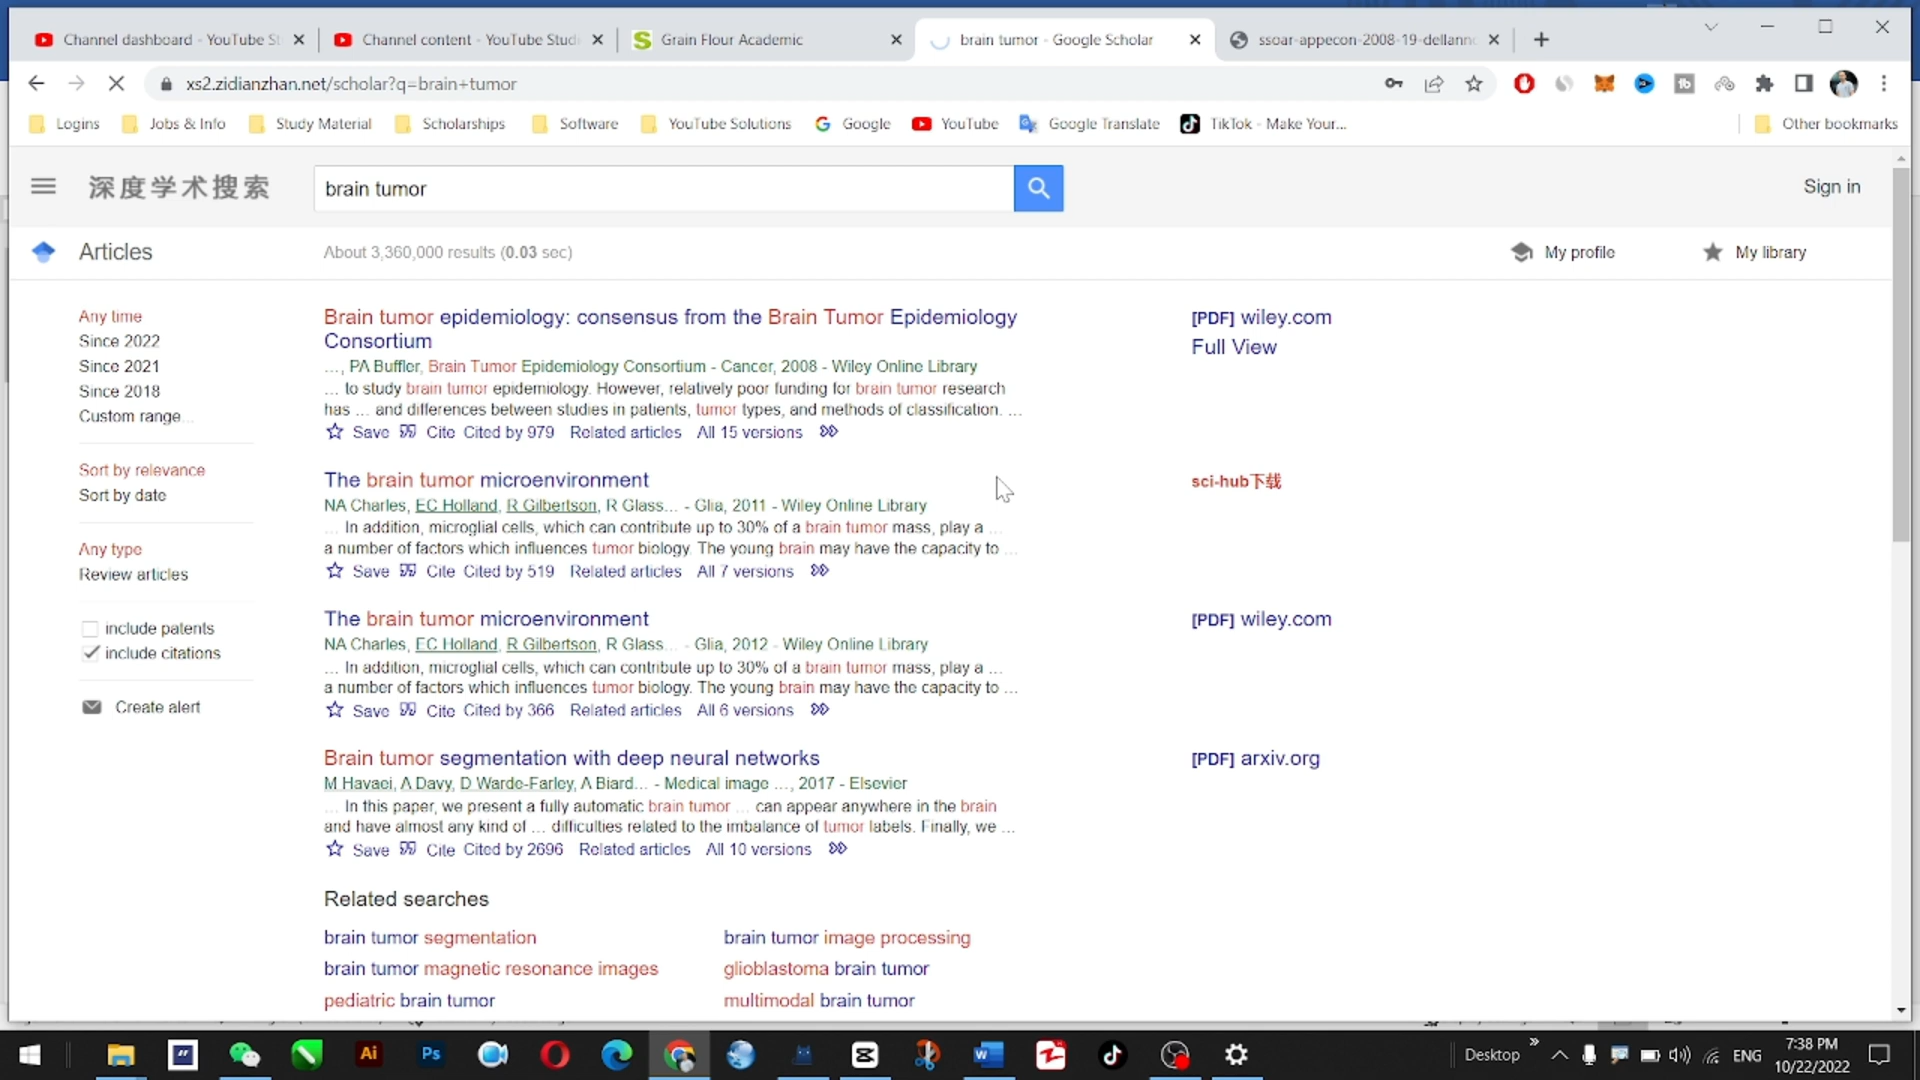 Channel dashboard - YouTube St
Channel content - YouTube Studi
Grain Flour Academic
brain tumor - Google Scholar
ssoar-appecon-2008-19-dellann
xs2.zidianzhan.net/scholar?q=brain+tumor
Logins
Jobs & Info
Study Material
Scholarships
Software
YouTube Solutions
Google
YouTube
Google Translate
TikTok - Make Your...
Other bookmarks
深度学术搜索
brain tumor
Sign in
Articles
About 3,360,000 results (0.03 sec)
My profile
My library
Any time
Since 2022
Since 2021
Since 2018
Custom range...
Sort by relevance
Sort by date
Any type
Review articles
include patents
include citations
Create alert
Brain tumor epidemiology: consensus from the Brain Tumor Epidemiology
Consortium
…, PA Buffler, Brain Tumor Epidemiology Consortium - Cancer, 2008 - Wiley Online Library
… to study brain tumor epidemiology. However, relatively poor funding for brain tumor research
has … and differences between studies in patients, tumor types, and methods of classification. …
Save Cite Cited by 979 Related articles All 15 versions
[PDF] wiley.com
Full View
The brain tumor microenvironment
NA Charles, EC Holland, R Gilbertson, R Glass… - Glia, 2011 - Wiley Online Library
… In addition, microglial cells, which can contribute up to 30% of a brain tumor mass, play a …
a number of factors which influences tumor biology. The young brain may have the capacity to …
Save Cite Cited by 519 Related articles All 7 versions
sci-hub下载
The brain tumor microenvironment
NA Charles, EC Holland, R Gilbertson, R Glass… - Glia, 2012 - Wiley Online Library
… In addition, microglial cells, which can contribute up to 30% of a brain tumor mass, play a …
a number of factors which influences tumor biology. The young brain may have the capacity to …
Save Cite Cited by 366 Related articles All 6 versions
[PDF] wiley.com
Brain tumor segmentation with deep neural networks
M Havaei, A Davy, D Warde-Farley, A Biard… - Medical image …, 2017 - Elsevier
… In this paper, we present a fully automatic brain tumor … can appear anywhere in the brain
and have almost any kind of … difficulties related to the imbalance of tumor labels. Finally, we …
Save Cite Cited by 2696 Related articles All 10 versions
[PDF] arxiv.org
Related searches
brain tumor segmentation
brain tumor image processing
brain tumor magnetic resonance images
glioblastoma brain tumor
pediatric brain tumor
multimodal brain tumor
Ai
Ps
Desktop
ENG
7:38 PM
10/22/2022